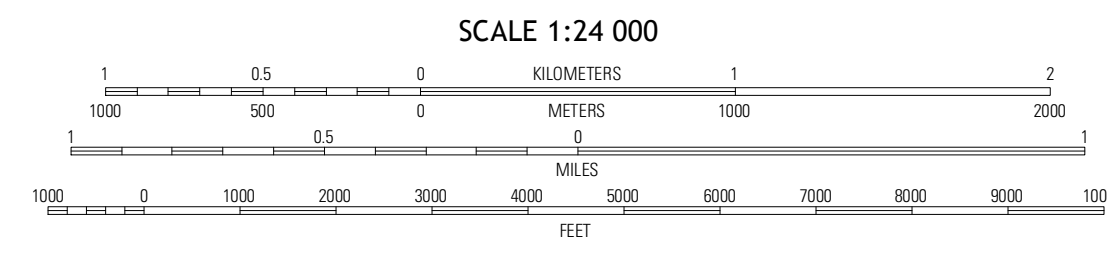 SCALE 1:24 000
1 0.5 0 KILOMETERS 1 2
1000 500 0 METERS 1000 2000
1 0.5 0 1
MILES
1000 0 1000 2000 3000 4000 5000 6000 7000 8000 9000 100
FEET